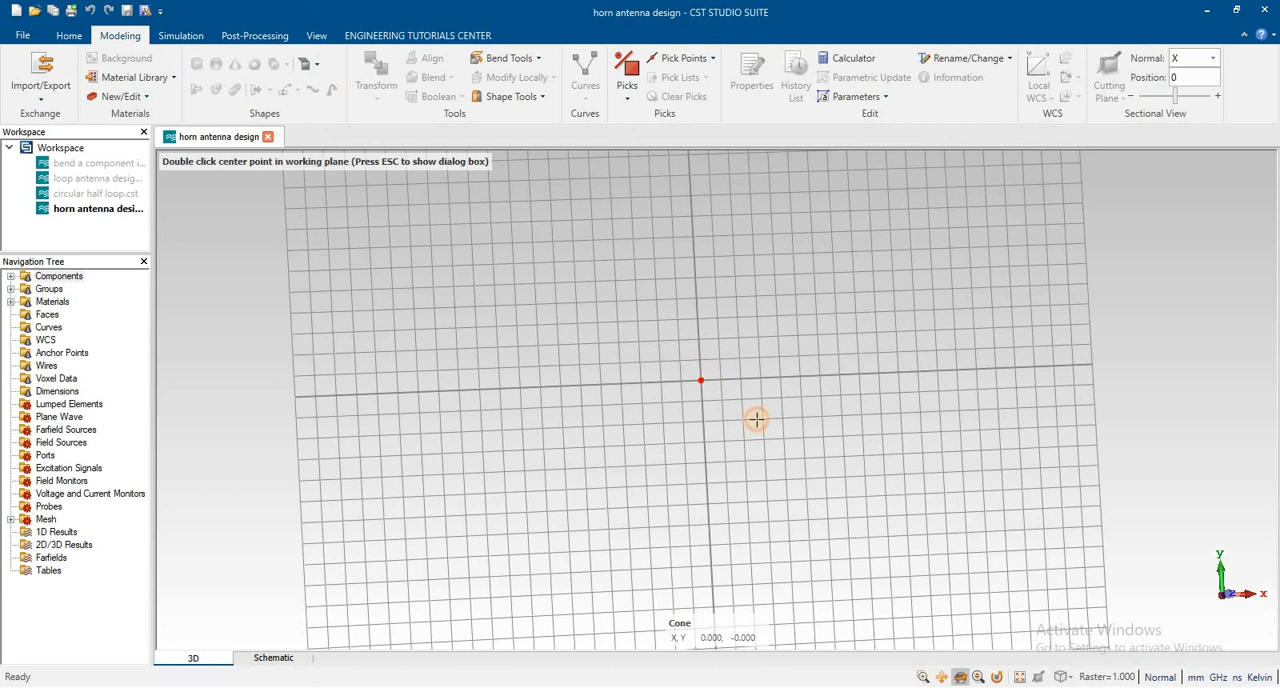 horn antenna design - CST STUDIO SUITE
File Home Modeling Simulation Post-Processing View ENGINEERING TUTORIALS CENTER
Import/Export
Exchange
Background
Material Library
New/Edit
Materials
Shapes
Transform
Align
Blend
Boolean
Bend Tools
Modify Locally
Shape Tools
Tools
Curves
Curves
Picks
Pick Points
Pick Lists
Clear Picks
Picks
Properties
History List
Calculator
Parametric Update
Parameters
Rename/Change
Information
Edit
Local WCS
WCS
Cutting Plane
Normal: X
Position: 0
Sectional View
Workspace
Workspace
bend a component i...
loop antenna desig...
circular half loop.cst
horn antenna desi...
Navigation Tree
Components
Groups
Materials
Faces
Curves
WCS
Anchor Points
Wires
Voxel Data
Dimensions
Lumped Elements
Plane Wave
Farfield Sources
Field Sources
Ports
Excitation Signals
Field Monitors
Voltage and Current Monitors
Probes
Mesh
1D Results
2D/3D Results
Farfields
Tables
horn antenna design
Double click center point in working plane (Press ESC to show dialog box)
Cone
X, Y 0.000, -0.000
y
z
x
Activate Windows
Go to Settings to activate Windows.
3D Schematic
Ready
Raster=1.000 Normal mm GHz ns Kelvin